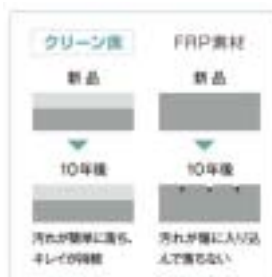 クリーン層
新品
10年後
汚れが簡単に落ち、
キレイが持続
FRP素材
新品
10年後
汚れが傷に入り込
んで落ちない